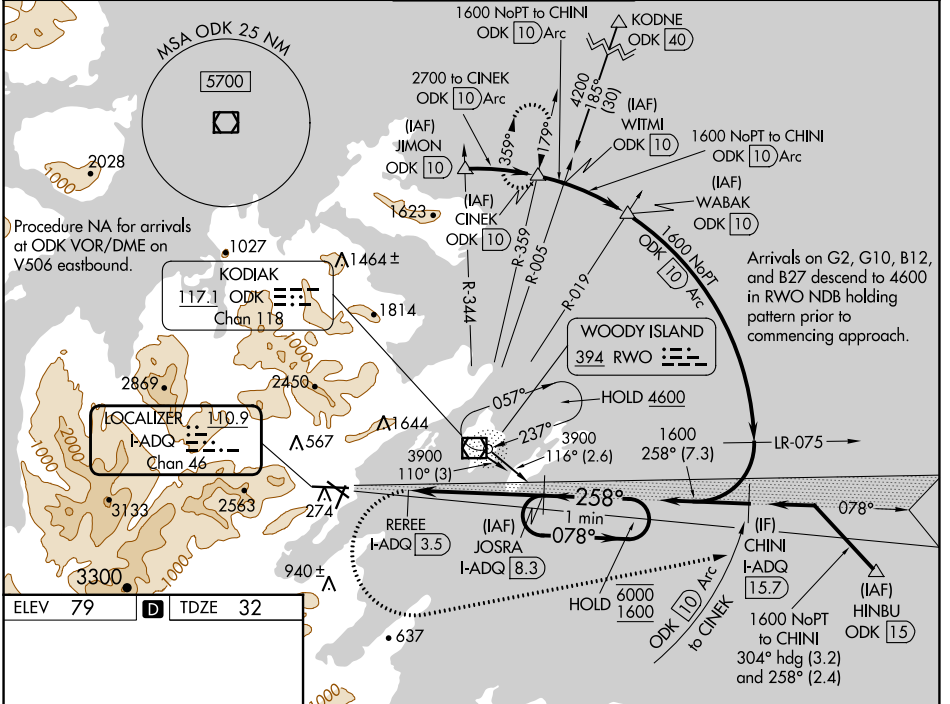 MSA ODK 25 NM
5700
1600 NoPT to CHINI
ODK 10 Arc
KODNE
ODK 40
2700 to CINEK
ODK 10 Arc
4200
185°
(30)
(IAF)
WITMI
ODK 10
(IAF)
JIMON
ODK 10
359°
179°
1600 NoPT to CHINI
ODK 10 Arc
(IAF)
WABAK
ODK 10
(IAF)
CINEK
ODK 10
2028
1000
1623
Procedure NA for arrivals
at ODK VOR/DME on
V506 eastbound.
1027
1464 ±
R-344
R-359
R-005
R-019
1600 NoPT
ODK 10 Arc
Arrivals on G2, G10, B12,
and B27 descend to 4600
in RWO NDB holding
pattern prior to
commencing approach.
KODIAK
117.1 ODK
Chan 118
1814
1000
WOODY ISLAND
394 RWO
2869
2450
057°
HOLD 4600
LOCALIZER 110.9
I-ADQ
Chan 46
567
1644
237°
3900
110° (3)
3900
116° (2.6)
1600
258° (7.3)
LR-075
3133
2563
274
258°
1 min
078°
078°
REREE
I-ADQ 3.5
(IAF)
JOSRA
I-ADQ 8.3
(IF)
CHINI
I-ADQ
15.7
1000
3300
1000
940 ±
HOLD 6000
1600
ODK 10 Arc
to CINEK
(IAF)
HINBU
ODK 15
1600 NoPT
to CHINI
304° hdg (3.2)
and 258° (2.4)
637
1000
ELEV 79 D TDZE 32